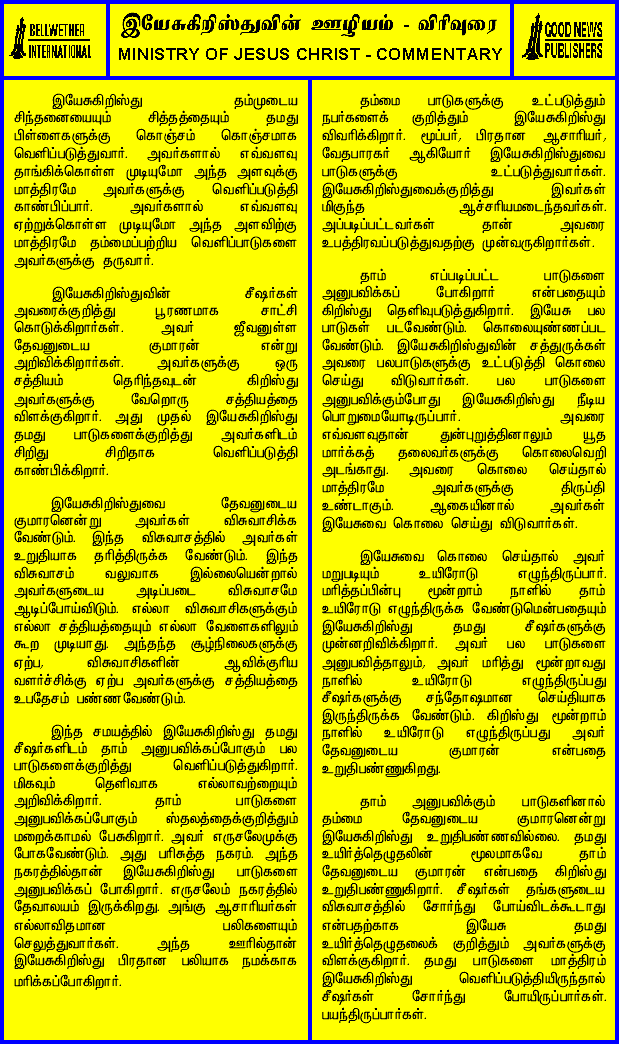 BELLWETHER
INTERNATIONAL
இயேசுகிறிஸ்துவின் ஊழியம் - விரிவுரை
MINISTRY OF JESUS CHRIST - COMMENTARY
GOOD NEWS
PUBLISHERS
இயேசுகிறிஸ்து தம்முடைய
சிந்தனையையும் சித்தத்தையும் தமது
பிள்ளைகளுக்கு கொஞ்சம் கொஞ்சமாக
வெளிப்படுத்துவார். அவர்களால் எவ்வளவு
தாங்கிக்கொள்ள முடியுமோ அந்த அளவுக்கு
மாத்திரமே அவர்களுக்கு வெளிப்படுத்தி
காண்பிப்பார். அவர்களால் எவ்வளவு
ஏற்றுக்கொள்ள முடியுமோ அந்த அளவிற்கு
மாத்திரமே தம்மைப்பற்றிய வெளிப்பாடுகளை
அவர்களுக்கு தருவார்.
இயேசுகிறிஸ்துவின் சீஷர்கள்
அவரைக்குறித்து பூரணமாக சாட்சி
கொடுக்கிறார்கள். அவர் ஜீவனுள்ள
தேவனுடைய குமாரன் என்று
அறிவிக்கிறார்கள். அவர்களுக்கு ஒரு
சத்தியம் தெரிந்தவுடன் கிறிஸ்து
அவர்களுக்கு வேறொரு சத்தியத்தை
விளக்குகிறார். அது முதல் இயேசுகிறிஸ்து
தமது பாடுகளைக்குறித்து அவர்களிடம்
சிறிது சிறிதாக வெளிப்படுத்தி
காண்பிக்கிறார்.
இயேசுகிறிஸ்துவை தேவனுடைய
குமாரனென்று அவர்கள் விசுவாசிக்க
வேண்டும். இந்த விசுவாசத்தில் அவர்கள்
உறுதியாக தரித்திருக்க வேண்டும். இந்த
விசுவாசம் வலுவாக இல்லையென்றால்
அவர்களுடைய அடிப்படை விசுவாசமே
ஆடிப்போய்விடும். எல்லா விசுவாசிகளுக்கும்
எல்லா சத்தியத்தையும் எல்லா வேளைகளிலும்
கூற முடியாது. அந்தந்த சூழ்நிலைகளுக்கு
ஏற்ப, விசுவாசிகளின் ஆவிக்குரிய
வளர்ச்சிக்கு ஏற்ப அவர்களுக்கு சத்தியத்தை
உபதேசம் பண்ணவேண்டும்.
இந்த சமயத்தில் இயேசுகிறிஸ்து தமது
சீஷர்களிடம் தாம் அனுபவிக்கப்போகும் பல
பாடுகளைக்குறித்து வெளிப்படுத்துகிறார்.
மிகவும் தெளிவாக எல்லாவற்றையும்
அறிவிக்கிறார். தாம் பாடுகளை
அனுபவிக்கப்போகும் ஸ்தலத்தைக்குறித்தும்
மறைக்காமல் பேசுகிறார். அவர் எருசலேமுக்கு
போகவேண்டும். அது பரிசுத்த நகரம். அந்த
நகரத்தில்தான் இயேசுகிறிஸ்து பாடுகளை
அனுபவிக்கப் போகிறார். எருசலேம் நகரத்தில்
தேவாலயம் இருக்கிறது. அங்கு ஆசாரியர்கள்
எல்லாவிதமான பலிகளையும்
செலுத்துவார்கள். அந்த ஊரில்தான்
இயேசுகிறிஸ்து பிரதான பலியாக நமக்காக
மரிக்கப்போகிறார்.
தம்மை பாடுகளுக்கு உட்படுத்தும்
நபர்களைக் குறித்தும் இயேசுகிறிஸ்து
விவரிக்கிறார். மூப்பர், பிரதான ஆசாரியர்,
வேதபாரகர் ஆகியோர் இயேசுகிறிஸ்துவை
பாடுகளுக்கு உட்படுத்துவார்கள்.
இயேசுகிறிஸ்துவைக்குறித்து இவர்கள்
மிகுந்த ஆச்சரியமடைந்தவர்கள்.
அப்படிப்பட்டவர்கள் தான் அவரை
உபத்திரவப்படுத்துவதற்கு முன்வருகிறார்கள்.
தாம் எப்படிப்பட்ட பாடுகளை
அனுபவிக்கப் போகிறார் என்பதையும்
கிறிஸ்து தெளிவுபடுத்துகிறார். இயேசு பல
பாடுகள் படவேண்டும். கொலையுண்ணப்பட
வேண்டும். இயேசுகிறிஸ்துவின் சத்துருக்கள்
அவரை பலபாடுகளுக்கு உட்படுத்தி கொலை
செய்து விடுவார்கள். பல பாடுகளை
அனுபவிக்கும்போது இயேசுகிறிஸ்து நீடிய
பொறுமையோடிருப்பார். அவரை
எவ்வளவுதான் துன்புறுத்தினாலும் யூத
மார்க்கத் தலைவர்களுக்கு கொலைவெறி
அடங்காது. அவரை கொலை செய்தால்
மாத்திரமே அவர்களுக்கு திருப்தி
உண்டாகும். ஆகையினால் அவர்கள்
இயேசுவை கொலை செய்து விடுவார்கள்.
இயேசுவை கொலை செய்தால் அவர்
மறுபடியும் உயிரோடு எழுந்திருப்பார்.
மரித்தப்பின்பு மூன்றாம் நாளில் தாம்
உயிரோடு எழுந்திருக்க வேண்டுமென்பதையும்
இயேசுகிறிஸ்து தமது சீஷர்களுக்கு
முன்னறிவிக்கிறார். அவர் பல பாடுகளை
அனுபவித்தாலும், அவர் மரித்து மூன்றாவது
நாளில் உயிரோடு எழுந்திருப்பது
சீஷர்களுக்கு சந்தோஷமான செய்தியாக
இருந்திருக்க வேண்டும். கிறிஸ்து மூன்றாம்
நாளில் உயிரோடு எழுந்திருப்பது அவர்
தேவனுடைய குமாரன் என்பதை
உறுதிபண்ணுகிறது.
தாம் அனுபவிக்கும் பாடுகளினால்
தம்மை தேவனுடைய குமாரனென்று
இயேசுகிறிஸ்து உறுதிபண்ணவில்லை. தமது
உயிர்த்தெழுதலின் மூலமாகவே தாம்
தேவனுடைய குமாரன் என்பதை கிறிஸ்து
உறுதிபண்ணுகிறார். சீஷர்கள் தங்களுடைய
விசுவாசத்தில் சோர்ந்து போய்விடக்கூடாது
என்பதற்காக இயேசு தமது
உயிர்த்தெழுதலைக் குறித்தும் அவர்களுக்கு
விளக்குகிறார். தமது பாடுகளை மாத்திரம்
இயேசுகிறிஸ்து வெளிப்படுத்தியிருந்தால்
சீஷர்கள் சோர்ந்து போயிருப்பார்கள்.
பயந்திருப்பார்கள்.